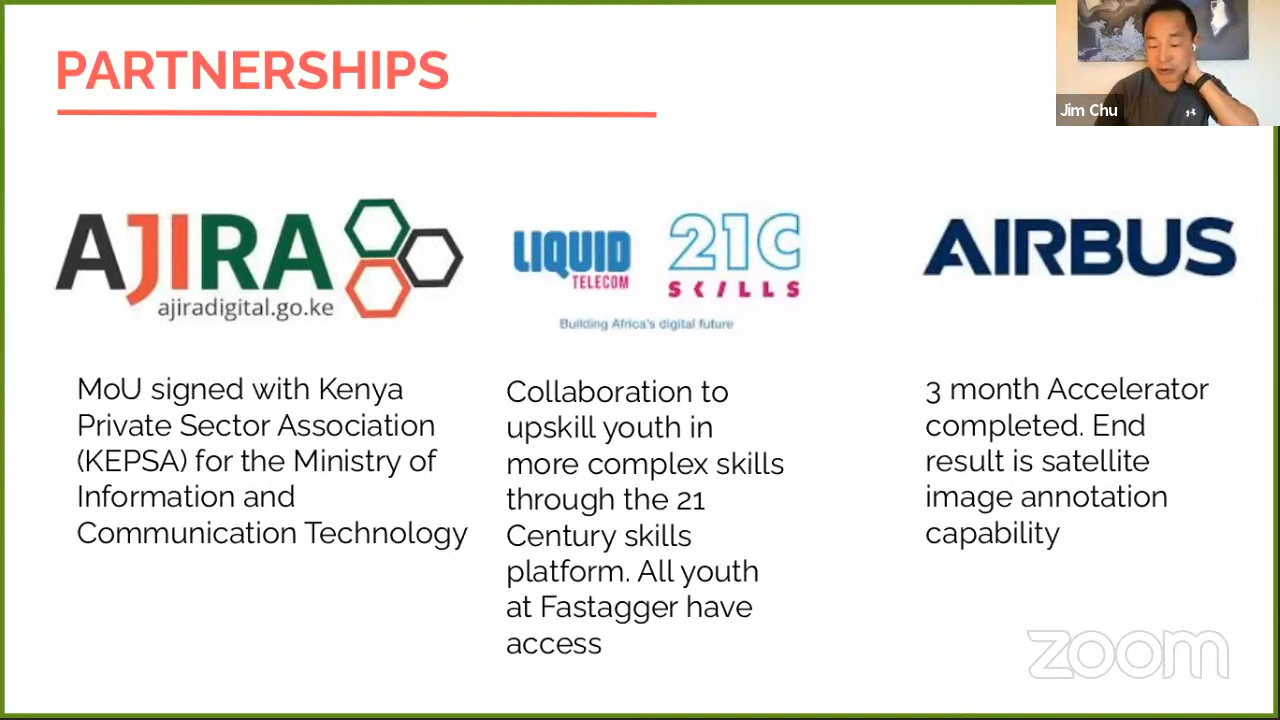 PARTNERSHIPS
Jim Chu
AJIRA
ajiradigital.go.ke
MoU signed with Kenya
Private Sector Association
(KEPSA) for the Ministry of
Information and
Communication Technology
LIQUID
TELECOM
21C
SK/LLS
Building Africa's digital future
Collaboration to
upskill youth in
more complex skills
through the 21
Century skills
platform. All youth
at Fastagger have
access
AIRBUS
3 month Accelerator
completed. End
result is satellite
image annotation
capability
zoom